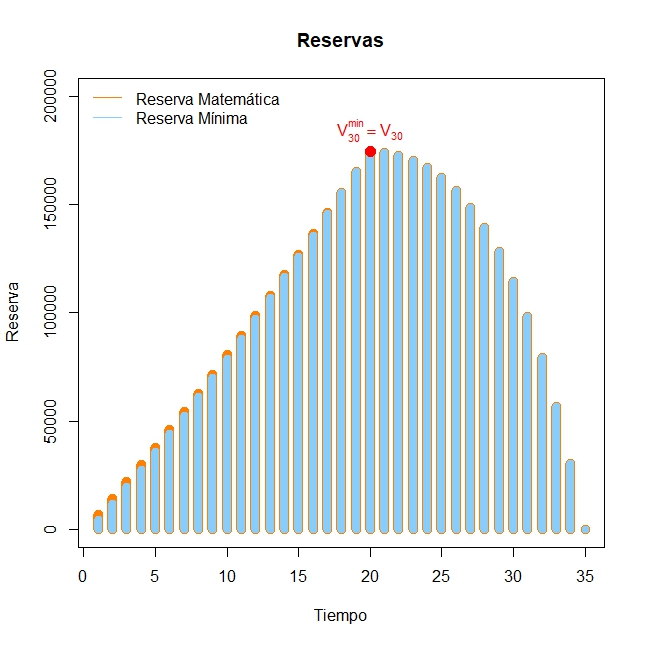 Reservas
Reserva Matemática
Reserva Mínima
V₃₀ᵐⁱⁿ = V₃₀
Reserva
200000
150000
100000
50000
0
0 5 10 15 20 25 30 35
Tiempo